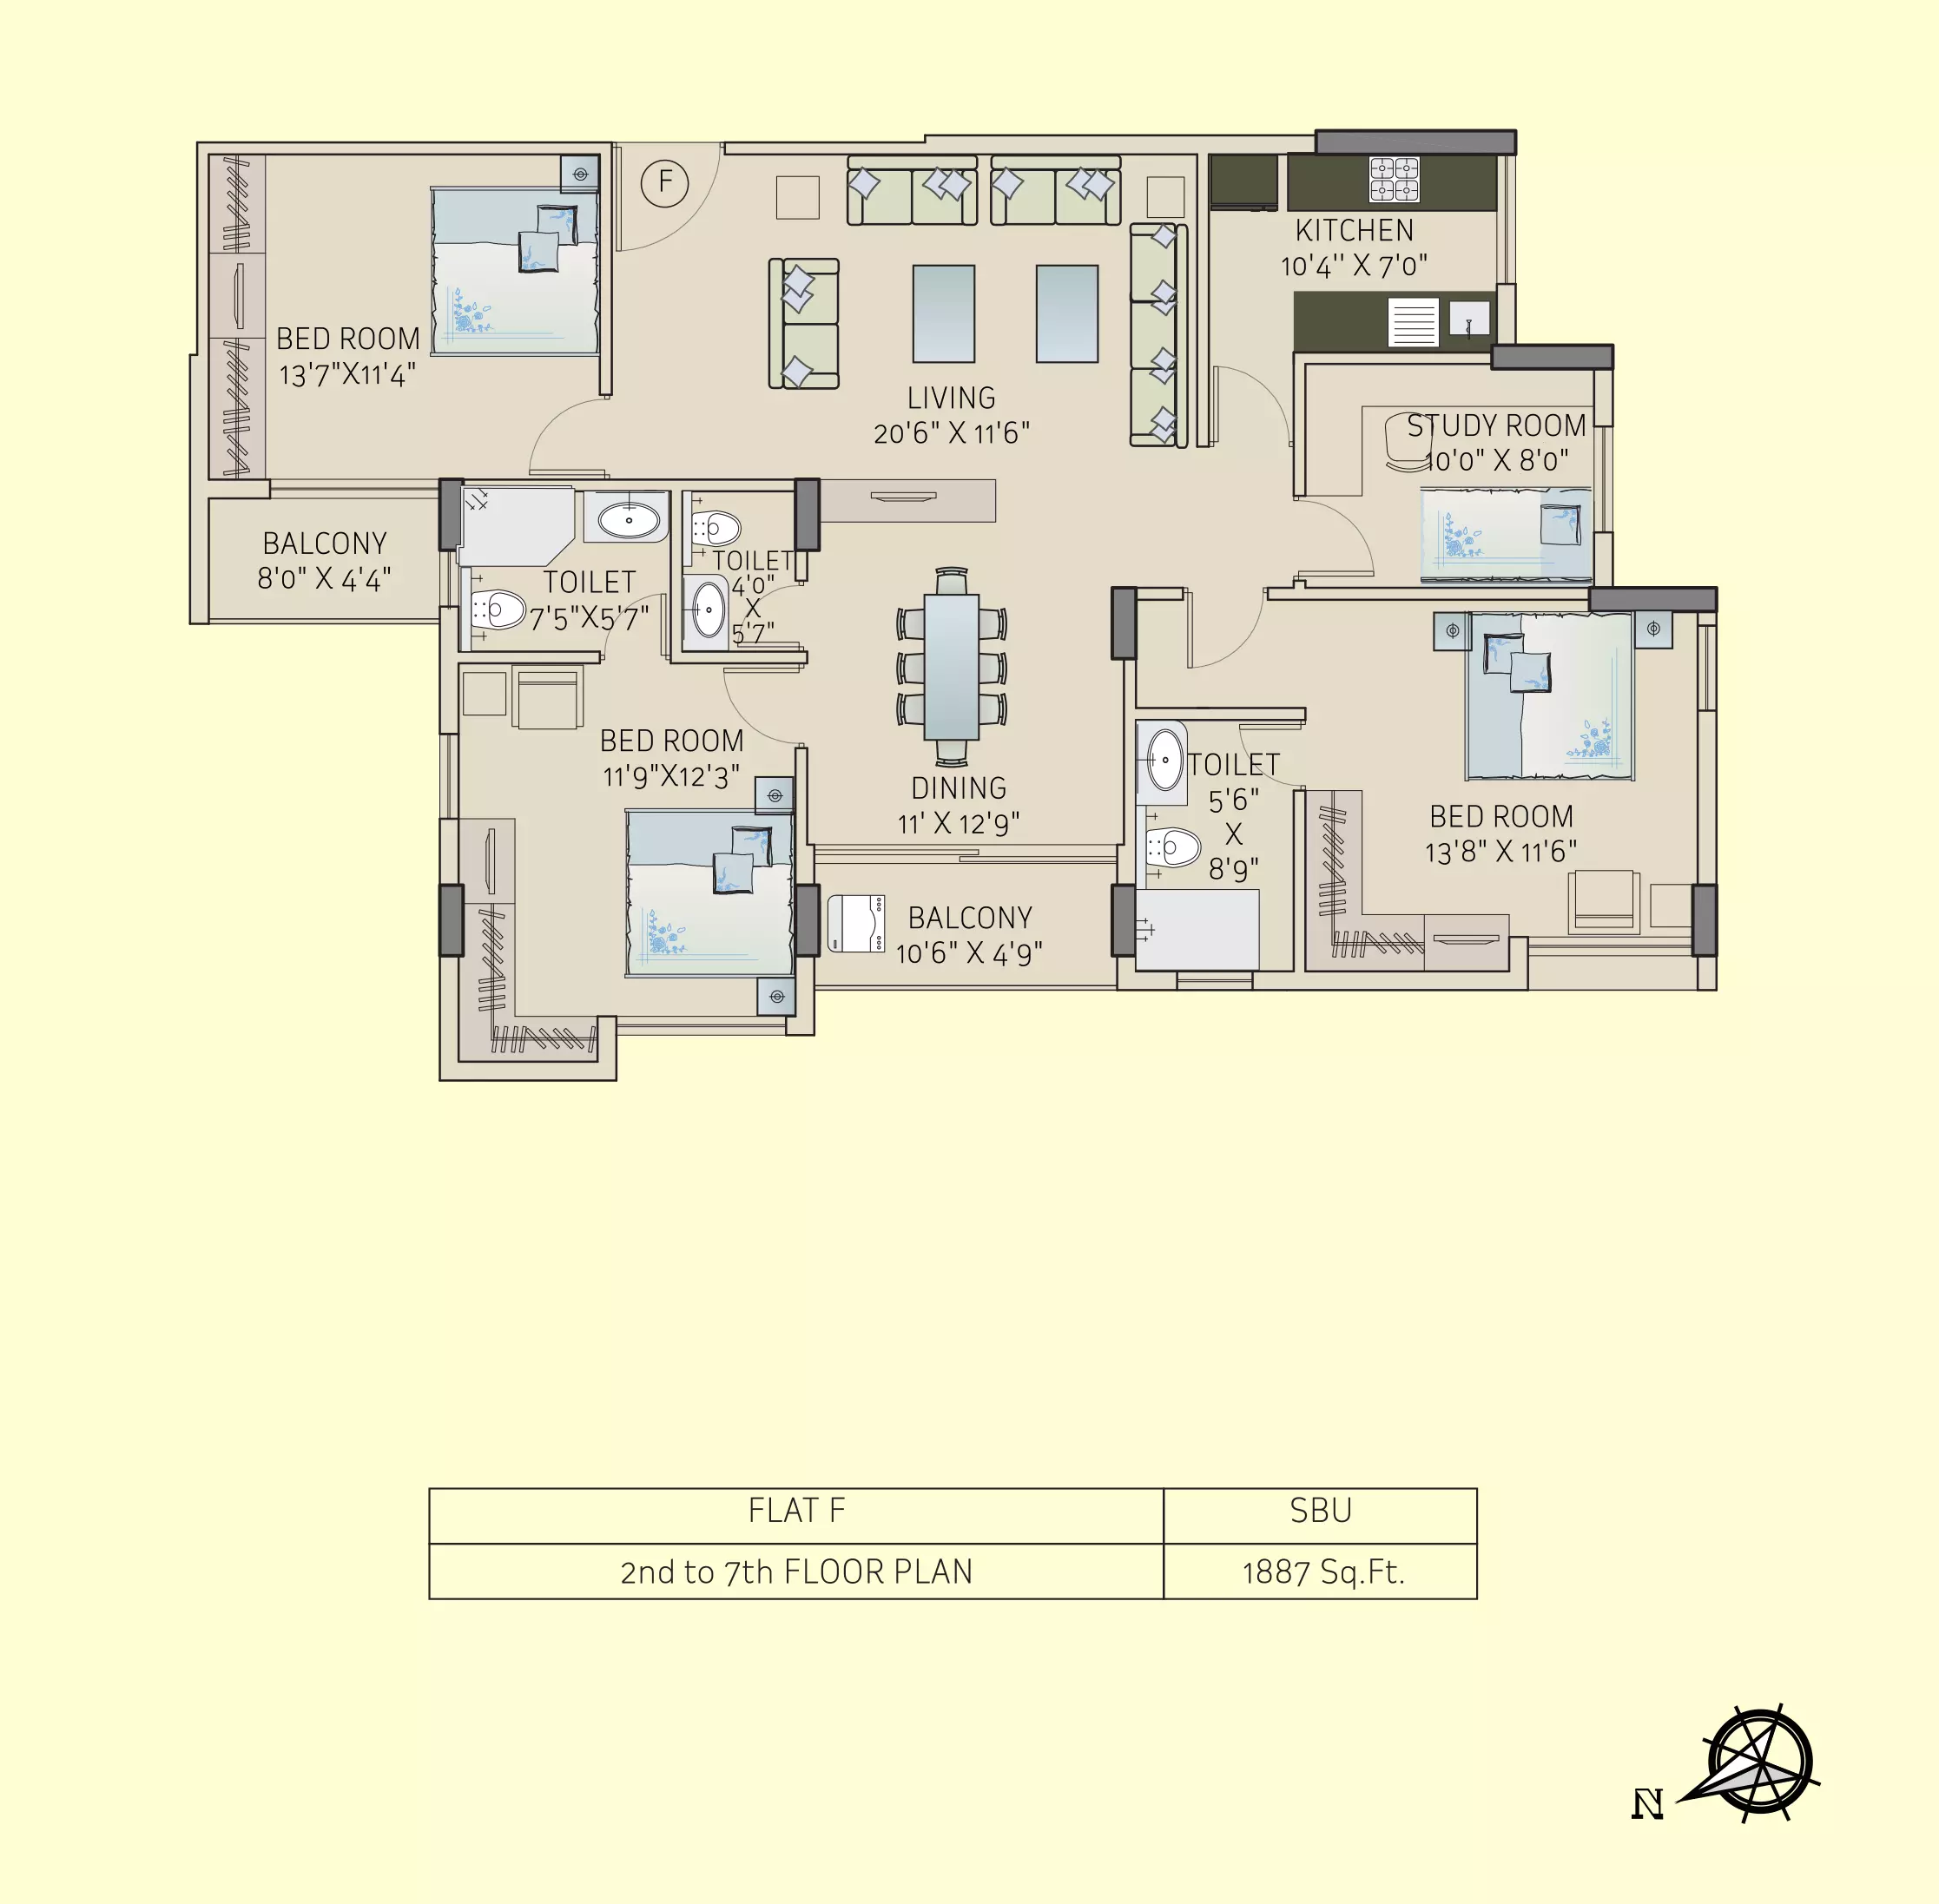 F
KITCHEN
10'4'' X 7'0"
BED ROOM
13'7"X11'4"
LIVING
20'6" X 11'6"
STUDY ROOM
10'0" X 8'0"
BALCONY
8'0" X 4'4"
TOILET
7'5"X5'7"
TOILET
4'0"
X
5'7"
BED ROOM
11'9"X12'3"
DINING
11' X 12'9"
TOILET
5'6"
X
8'9"
BED ROOM
13'8" X 11'6"
BALCONY
10'6" X 4'9"
FLAT F
SBU
2nd to 7th FLOOR PLAN
1887 Sq.Ft.
N